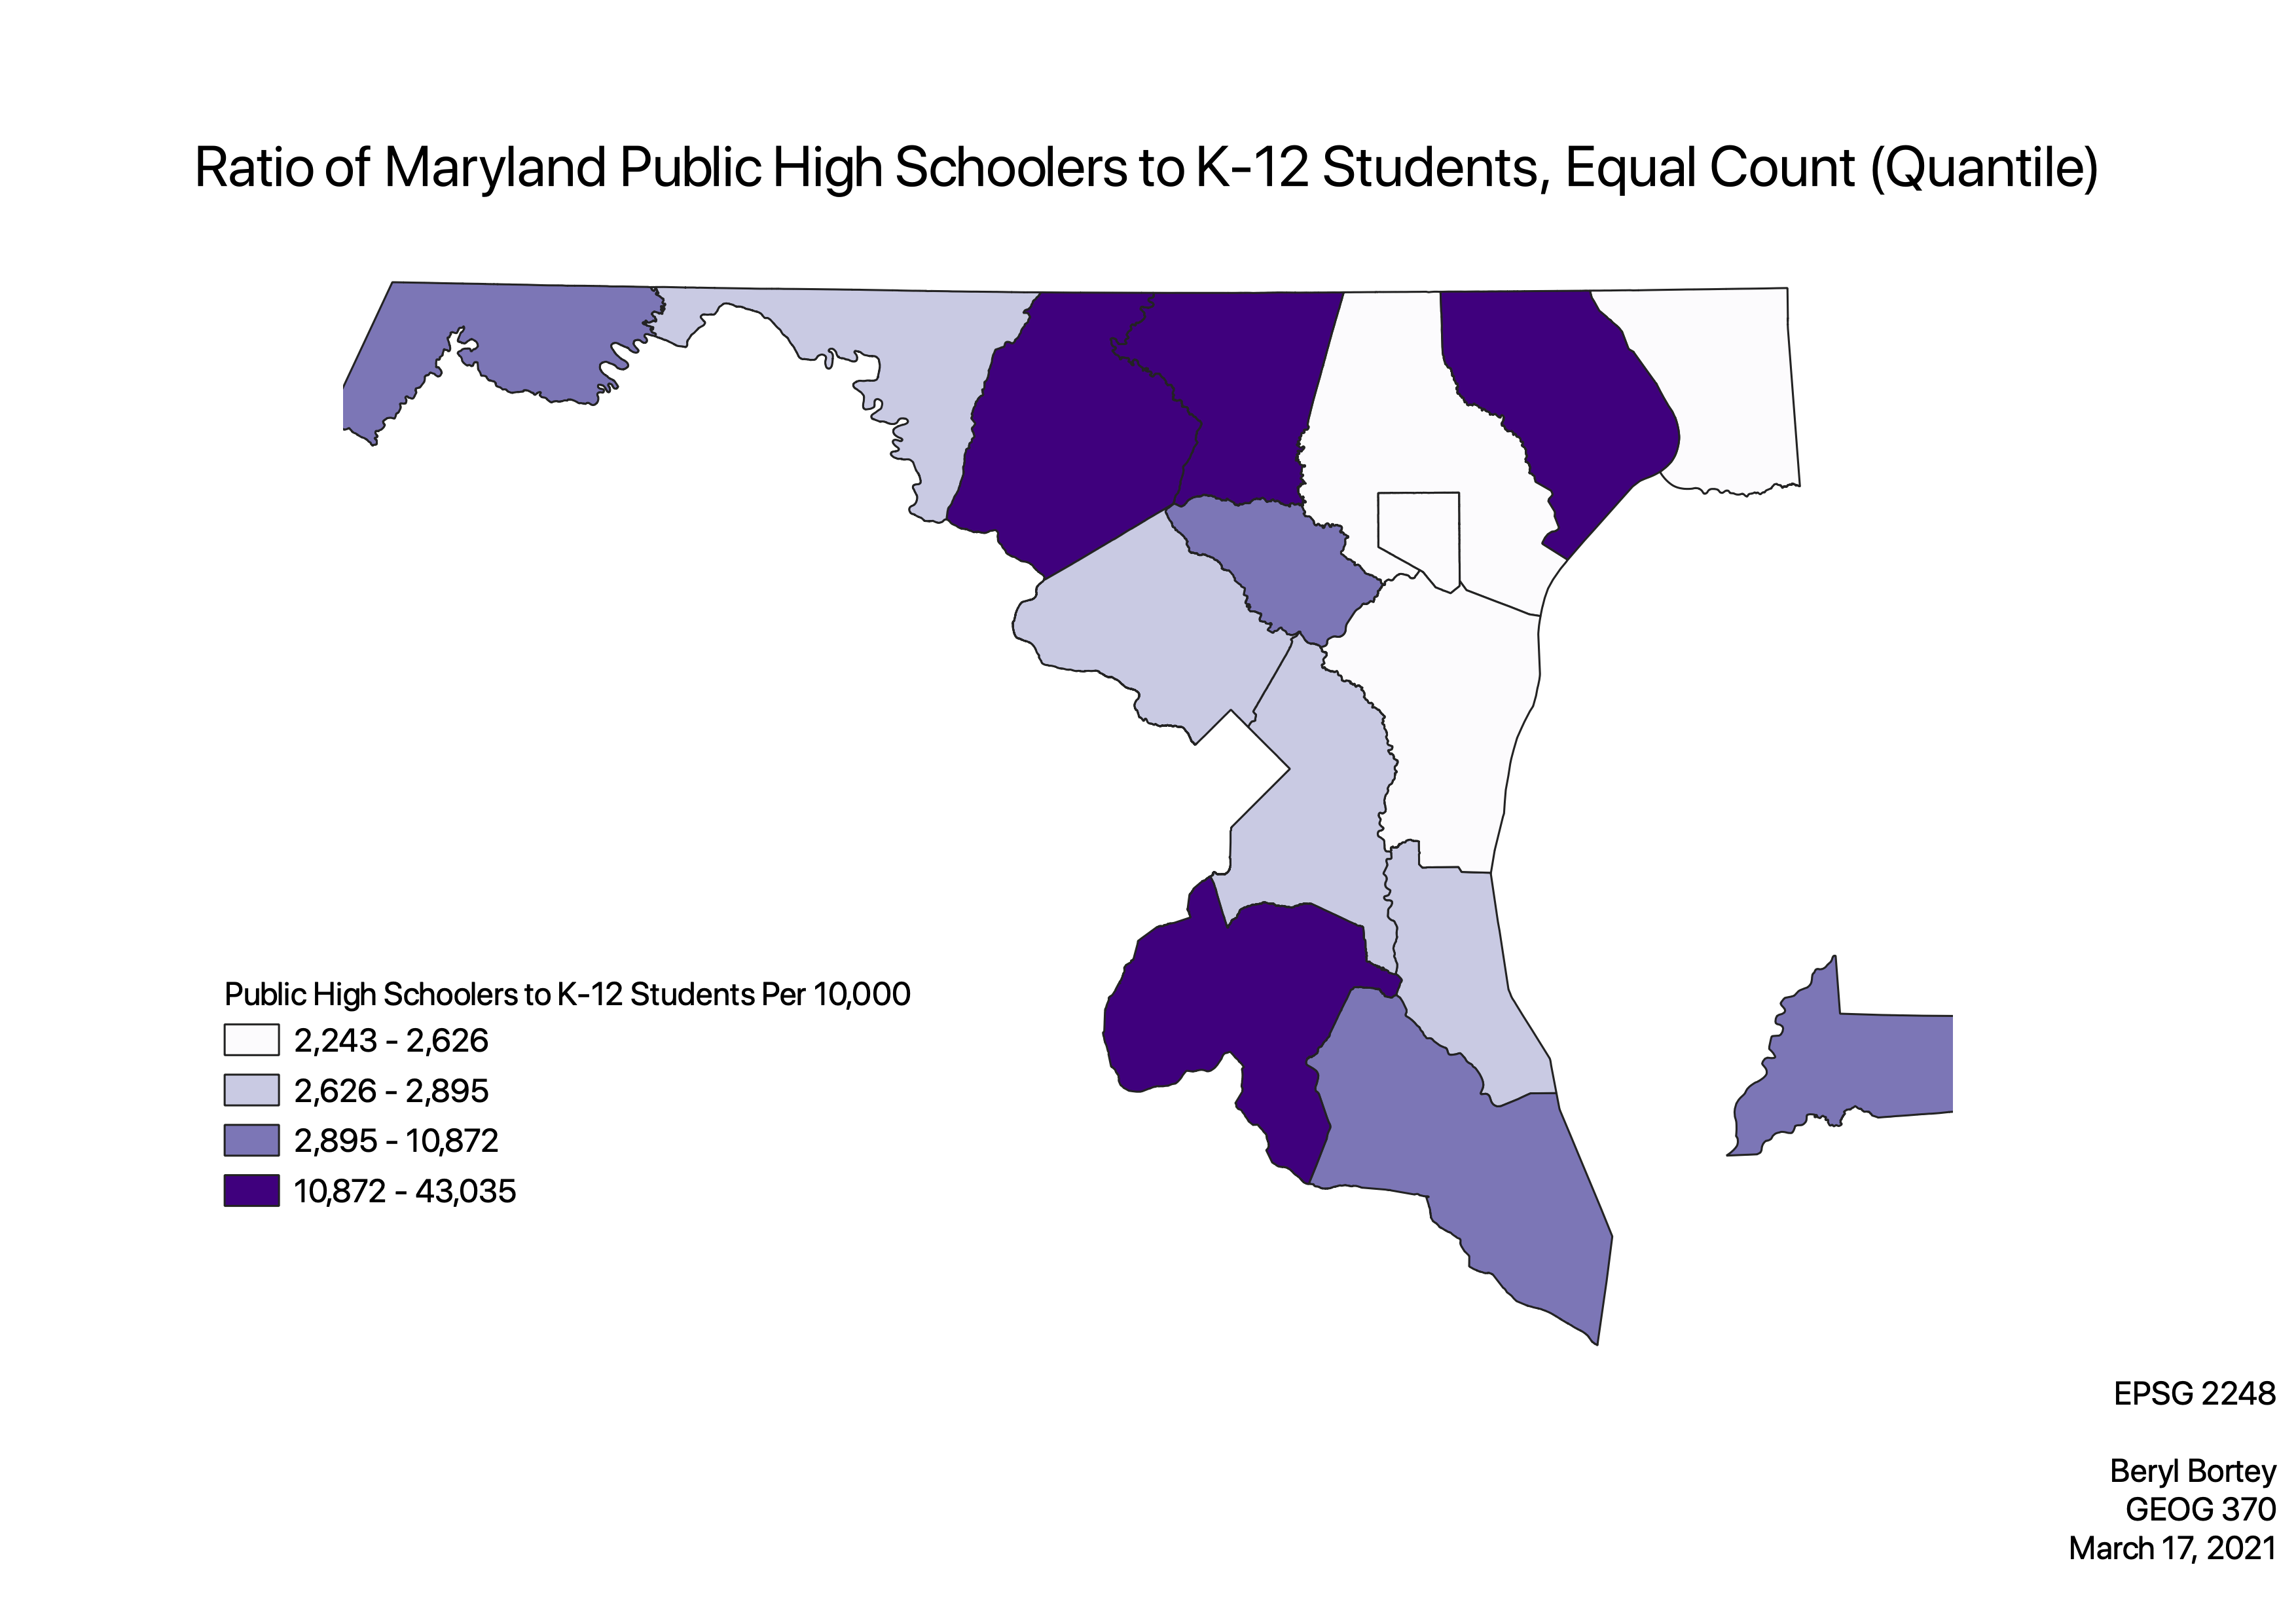 Ratio of Maryland Public High Schoolers to K-12 Students, Equal Count (Quantile)
Public High Schoolers to K-12 Students Per 10,000
2,243 - 2,626
2,626 - 2,895
2,895 - 10,872
10,872 - 43,035
EPSG 2248
Beryl Bortey
GEOG 370
March 17, 2021